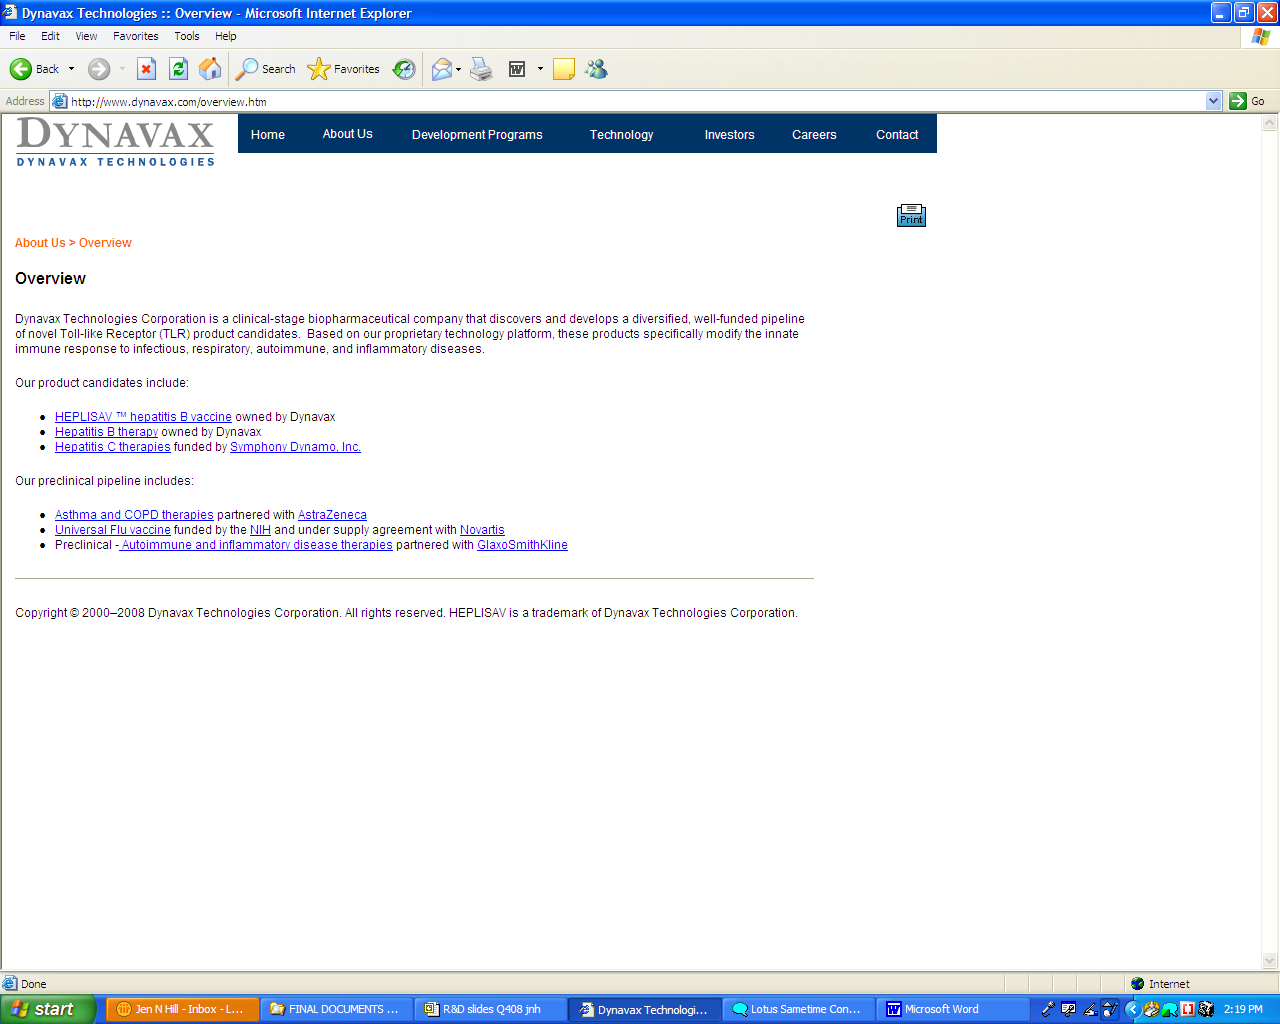 Dynavax Technologies :: Overview - Microsoft Internet Explorer
File Edit View Favorites Tools Help
Back Search Favorites
Address http://www.dynavax.com/overview.htm Go
DYNAVAX
DYNAVAX TECHNOLOGIES
Home About Us Development Programs Technology Investors Careers Contact
Print
About Us > Overview
Overview
Dynavax Technologies Corporation is a clinical-stage biopharmaceutical company that discovers and develops a diversified, well-funded pipeline
of novel Toll-like Receptor (TLR) product candidates. Based on our proprietary technology platform, these products specifically modify the innate
immune response to infectious, respiratory, autoimmune, and inflammatory diseases.
Our product candidates include:
• HEPLISAV ™ hepatitis B vaccine owned by Dynavax
• Hepatitis B therapy owned by Dynavax
• Hepatitis C therapies funded by Symphony Dynamo, Inc.
Our preclinical pipeline includes:
• Asthma and COPD therapies partnered with AstraZeneca
• Universal Flu vaccine funded by the NIH and under supply agreement with Novartis
• Preclinical - Autoimmune and inflammatory disease therapies partnered with GlaxoSmithKline
Copyright © 2000–2008 Dynavax Technologies Corporation. All rights reserved. HEPLISAV is a trademark of Dynavax Technologies Corporation.
Done Internet
start Jen N Hill - Inbox - L... FINAL DOCUMENTS ... R&D slides Q408 jnh Dynavax Technologi... Lotus Sametime Con... Microsoft Word 2:19 PM